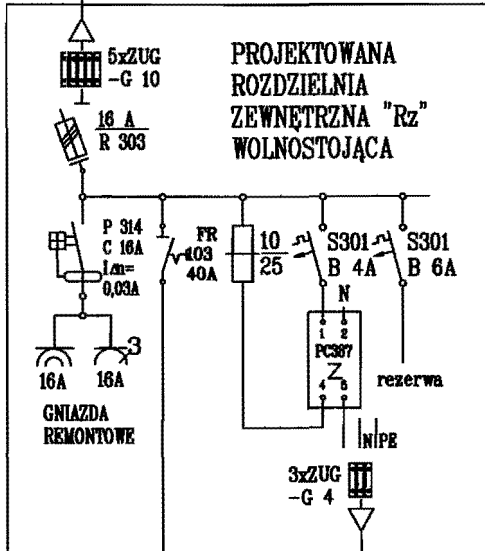 5xZUG
-G 10
PROJEKTOWANA
ROZDZIELNIA
ZEWNĘTRZNA "Rz"
WOLNOSTOJĄCA
16 A
R 303
P 314
C 16A
IΔn=
0,03A
FR
103
40A
10
25
S301
B 4A
S301
B 6A
N
1 2
PC387
Z
4 5
3
16A
16A
GNIAZDA
REMONTOWE
rezerwa
N PE
3xZUG
-G 4